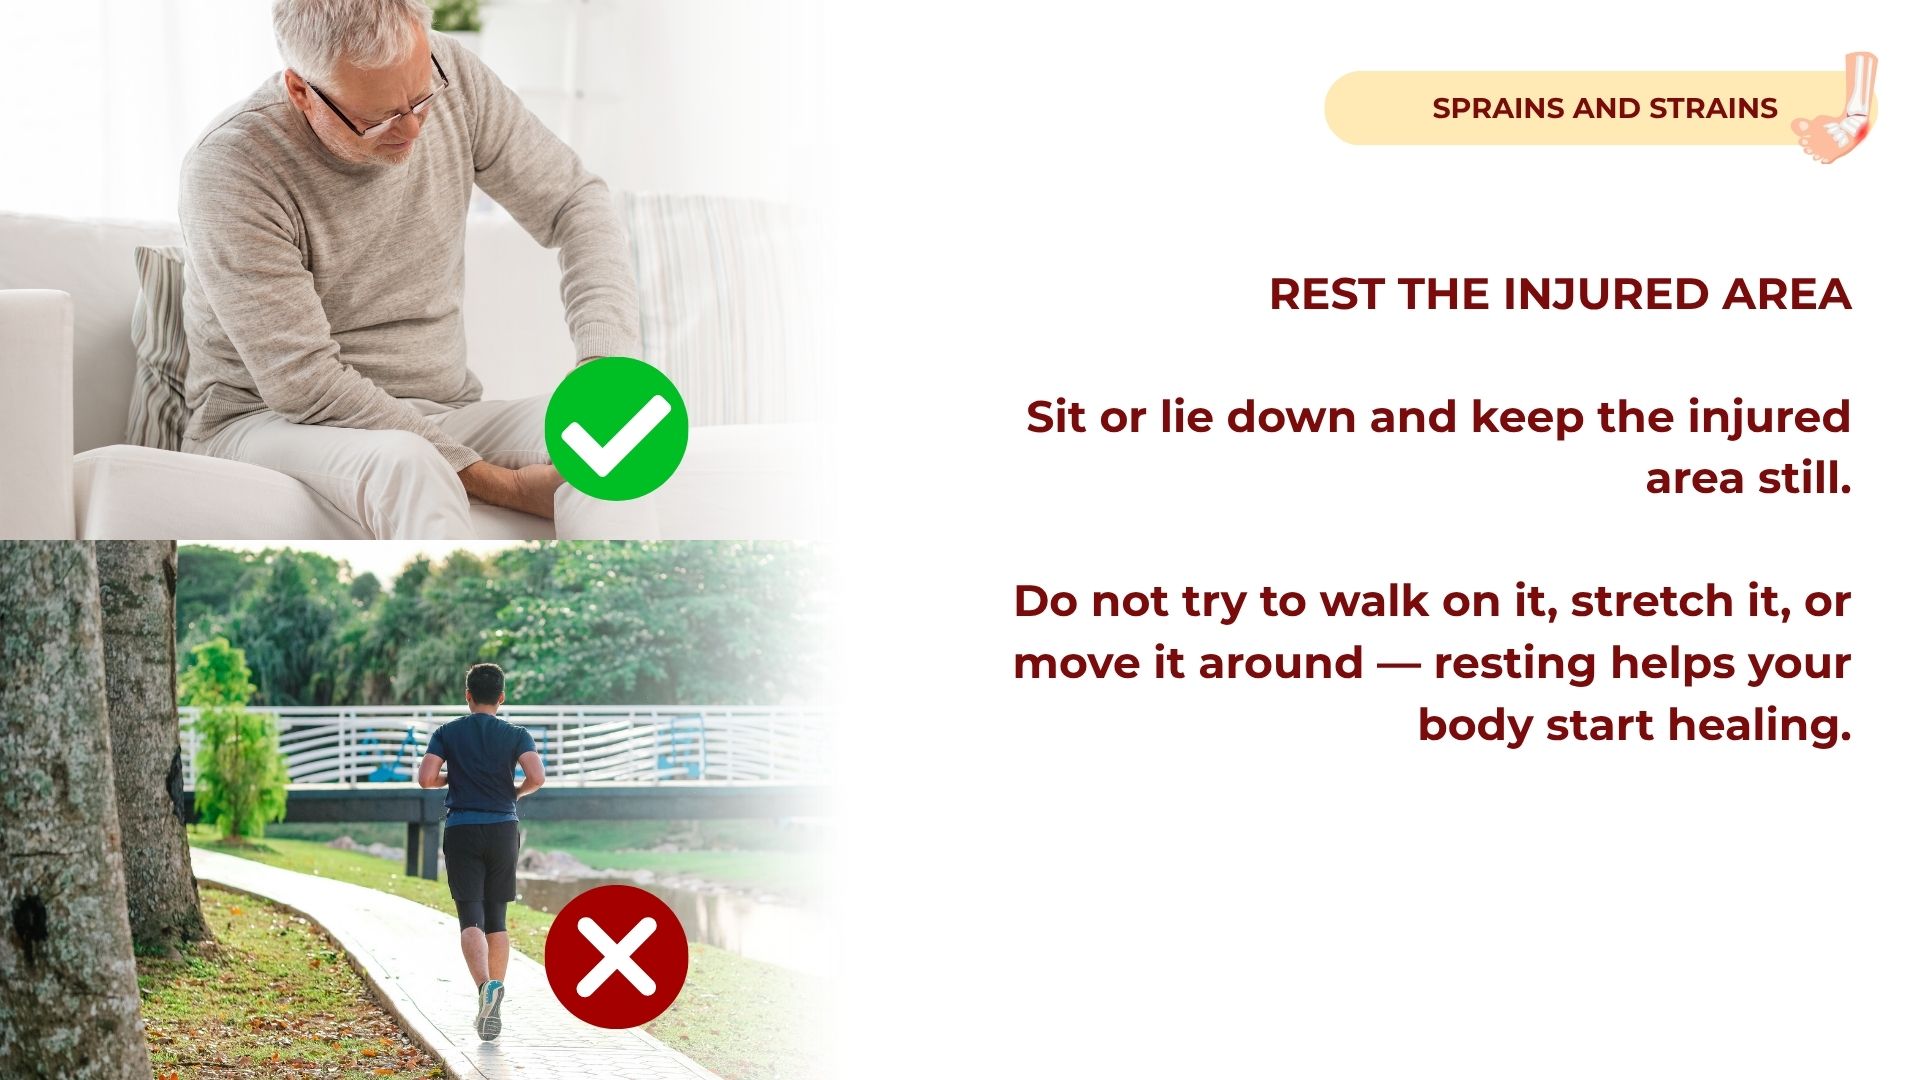 SPRAINS AND STRAINS
REST THE INJURED AREA
Sit or lie down and keep the injured
area still.
Do not try to walk on it, stretch it, or
move it around — resting helps your
body start healing.